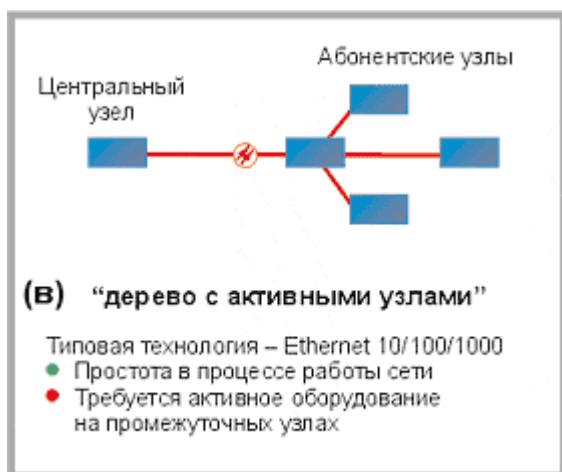 Абонентские узлы
Центральный
узел
(в) “дерево с активными узлами”
Типовая технология – Ethernet 10/100/1000
Простота в процессе работы сети
Требуется активное оборудование
на промежуточных узлах